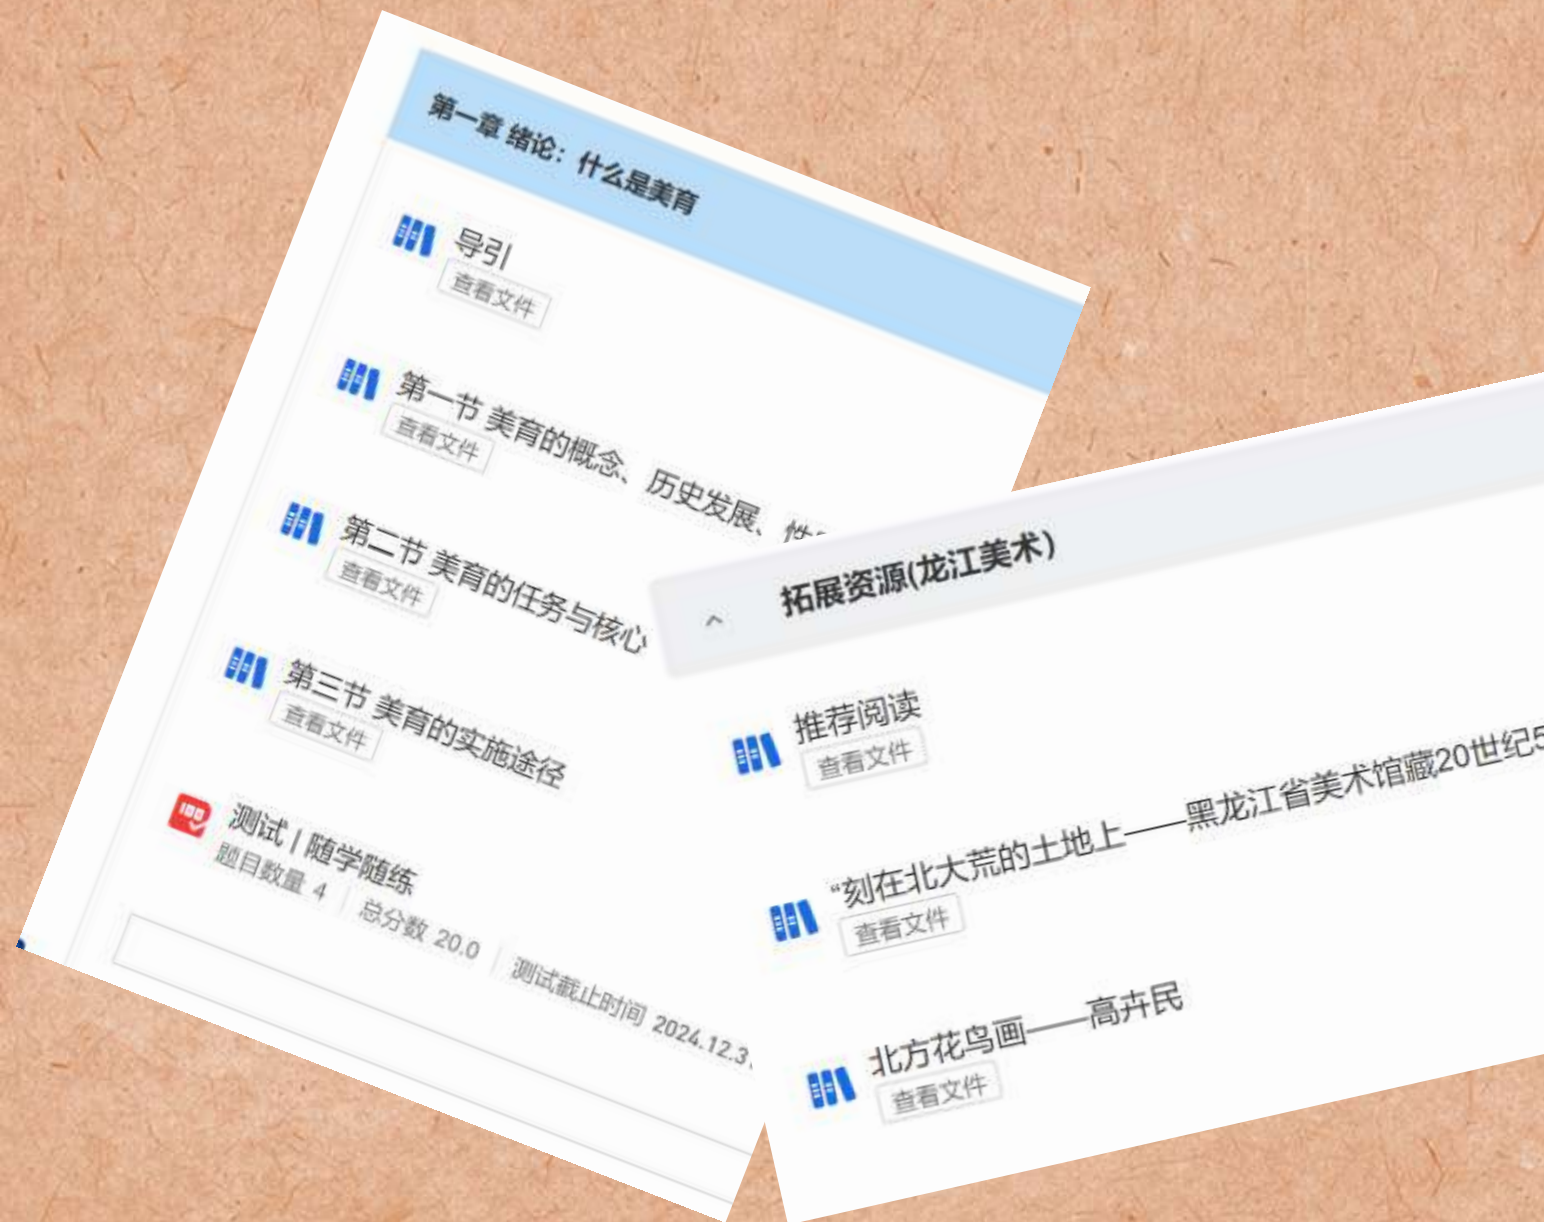 第一章 绪论：什么是美育
导引
查看文件
第一节 美育的概念、历史发展、性
查看文件
第二节 美育的任务与核心
查看文件
第三节 美育的实施途径
查看文件
测试 | 随学随练
题目数量 4 总分数 20.0 测试截止时间 2024.12.3
拓展资源(龙江美术)
推荐阅读
查看文件
“刻在北大荒的土地上——黑龙江省美术馆藏20世纪5
查看文件
北方花鸟画——高卉民
查看文件